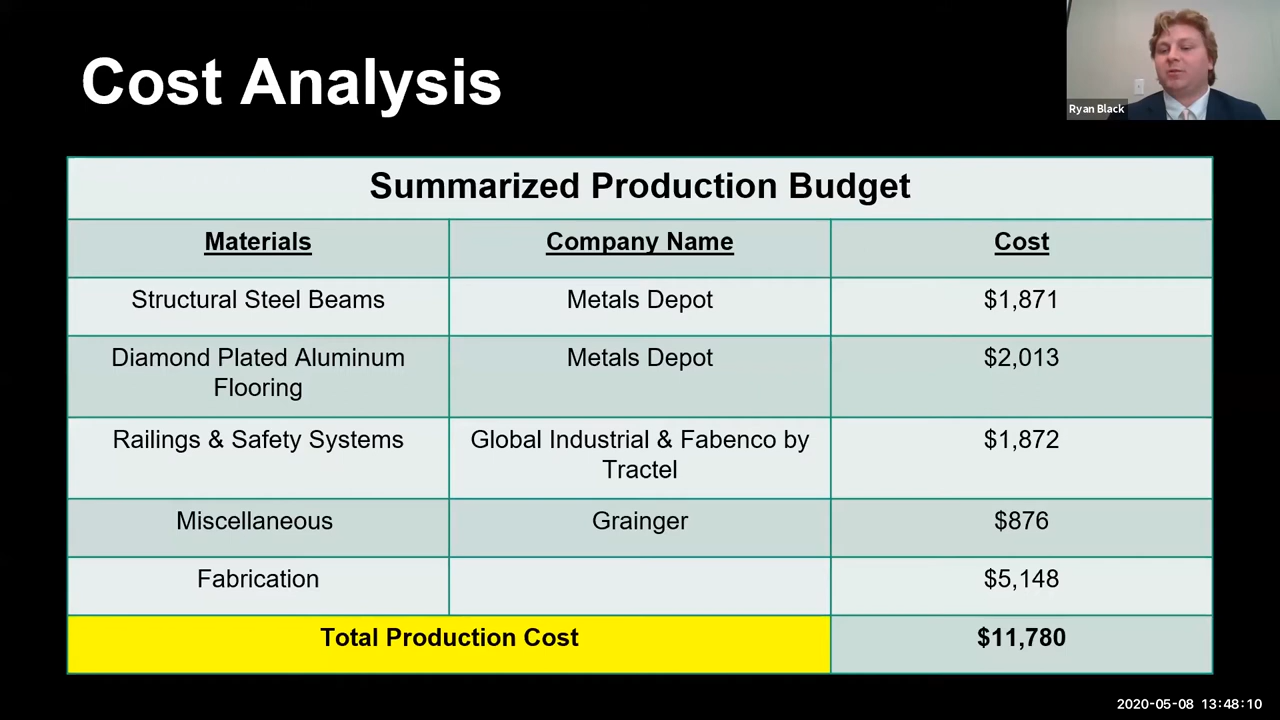 Cost Analysis
Ryan Black
Summarized Production Budget
Materials
Company Name
Cost
Structural Steel Beams
Metals Depot
$1,871
Diamond Plated Aluminum
Flooring
Metals Depot
$2,013
Railings & Safety Systems
Global Industrial & Fabenco by
Tractel
$1,872
Miscellaneous
Grainger
$876
Fabrication
$5,148
Total Production Cost
$11,780
2020-05-08 13:48:10